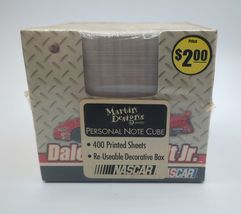 Price
$2.00
Martin
Designs
PERSONAL NOTE CUBE
• 400 Printed Sheets
• Re-Useable Decorative Box
NASCAR
Dale
t Jr.
NASCAR